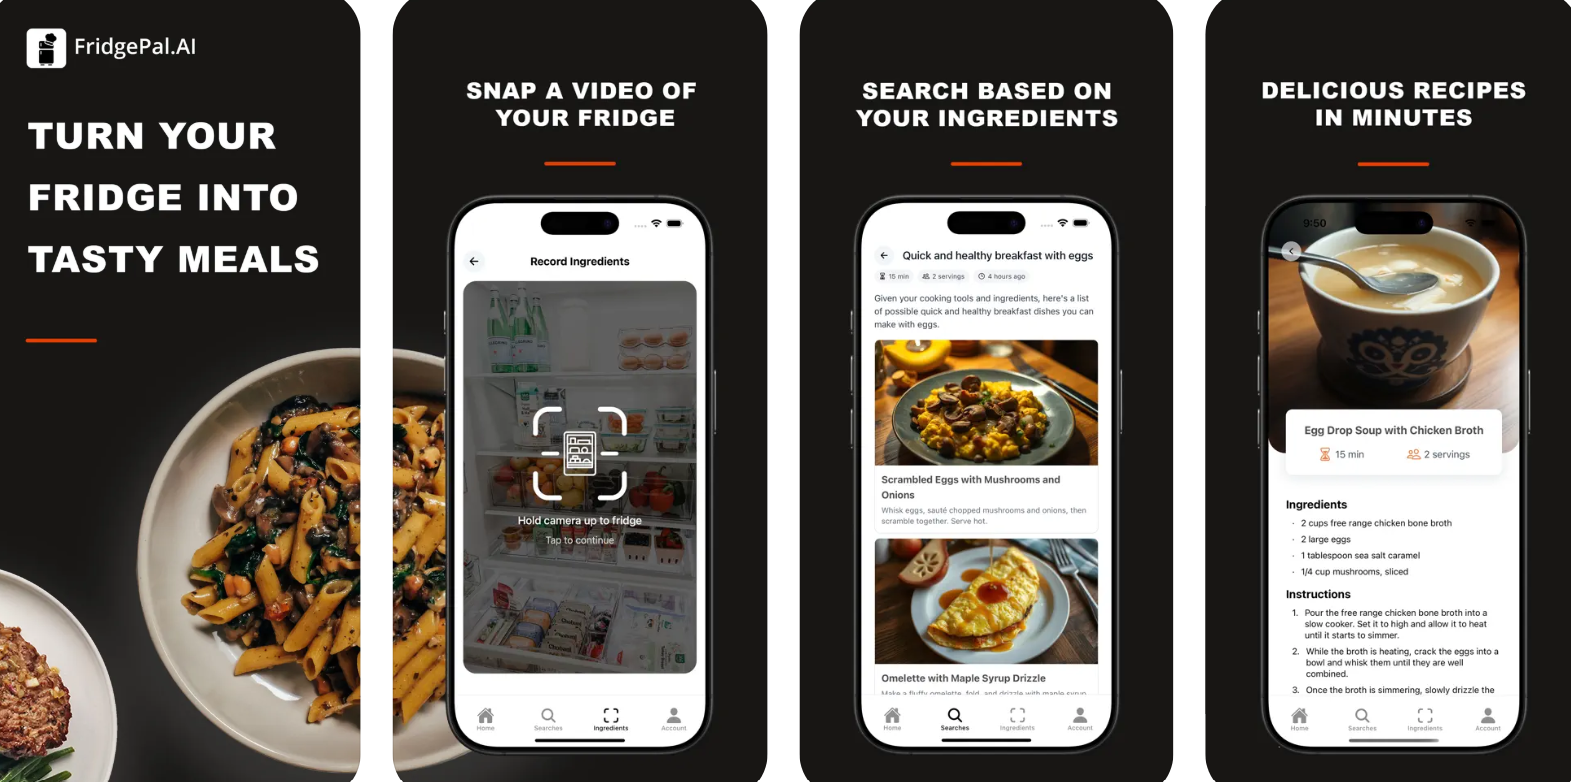 FridgePal.AI
TURN YOUR
FRIDGE INTO
TASTY MEALS
SNAP A VIDEO OF
YOUR FRIDGE
Record Ingredients
Hold camera up to fridge
Tap to continue
Home
Searches
Ingredients
Account
SEARCH BASED ON
YOUR INGREDIENTS
Quick and healthy breakfast with eggs
15 min
2 servings
4 hours ago
Given your cooking tools and ingredients, here's a list
of possible quick and healthy breakfast dishes you can
make with eggs.
Scrambled Eggs with Mushrooms and
Onions
Whisk eggs, sauté chopped mushrooms and onions, then
scramble together. Serve hot.
Omelette with Maple Syrup Drizzle
Make a fluffy omelette, fold, and drizzle with maple syrup
Home
Searches
Ingredients
Account
DELICIOUS RECIPES
IN MINUTES
9:50
Egg Drop Soup with Chicken Broth
15 min
2 servings
Ingredients
· 2 cups free range chicken bone broth
· 2 large eggs
· 1 tablespoon sea salt caramel
· 1/4 cup mushrooms, sliced
Instructions
1. Pour the free range chicken bone broth into a
slow cooker. Set it to high and allow it to heat
until it starts to simmer.
2. While the broth is heating, crack the eggs into a
bowl and whisk them until they are well
combined.
3. Once the broth is simmering, slowly drizzle the
Home
Searches
Ingredients
Account